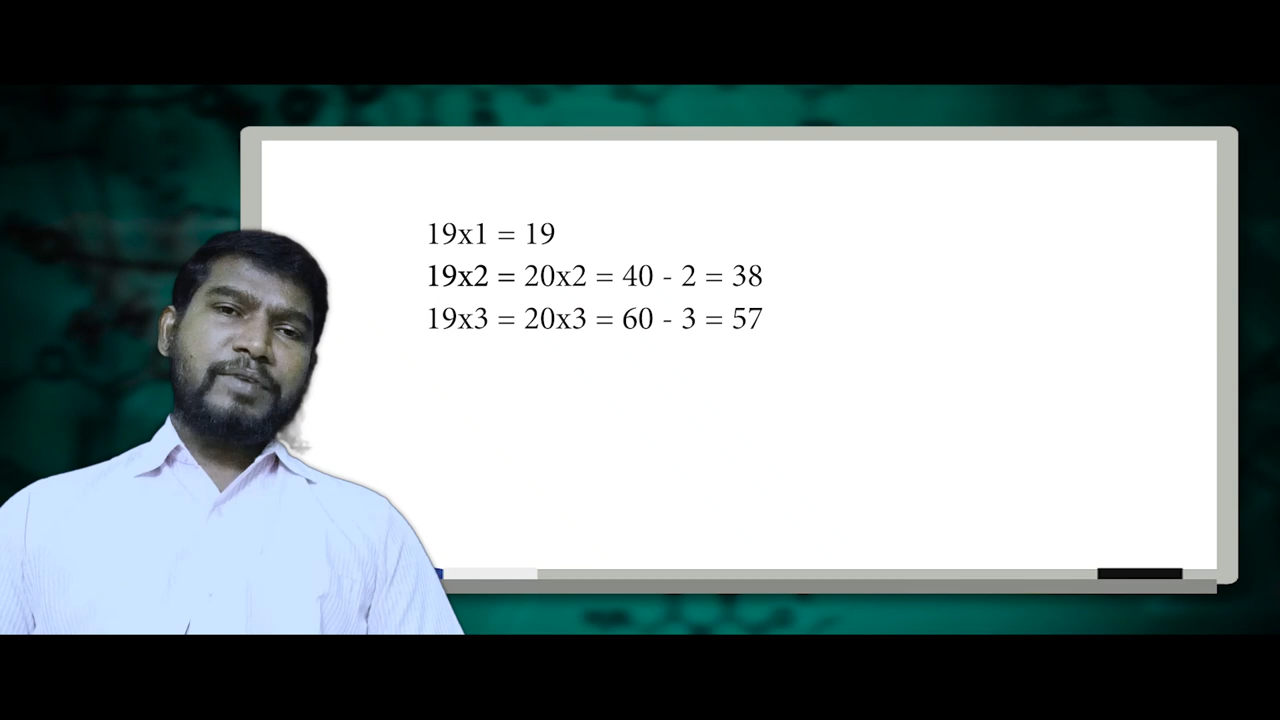 19x1 = 19
19x2 = 20x2 = 40 - 2 = 38
19x3 = 20x3 = 60 - 3 = 57